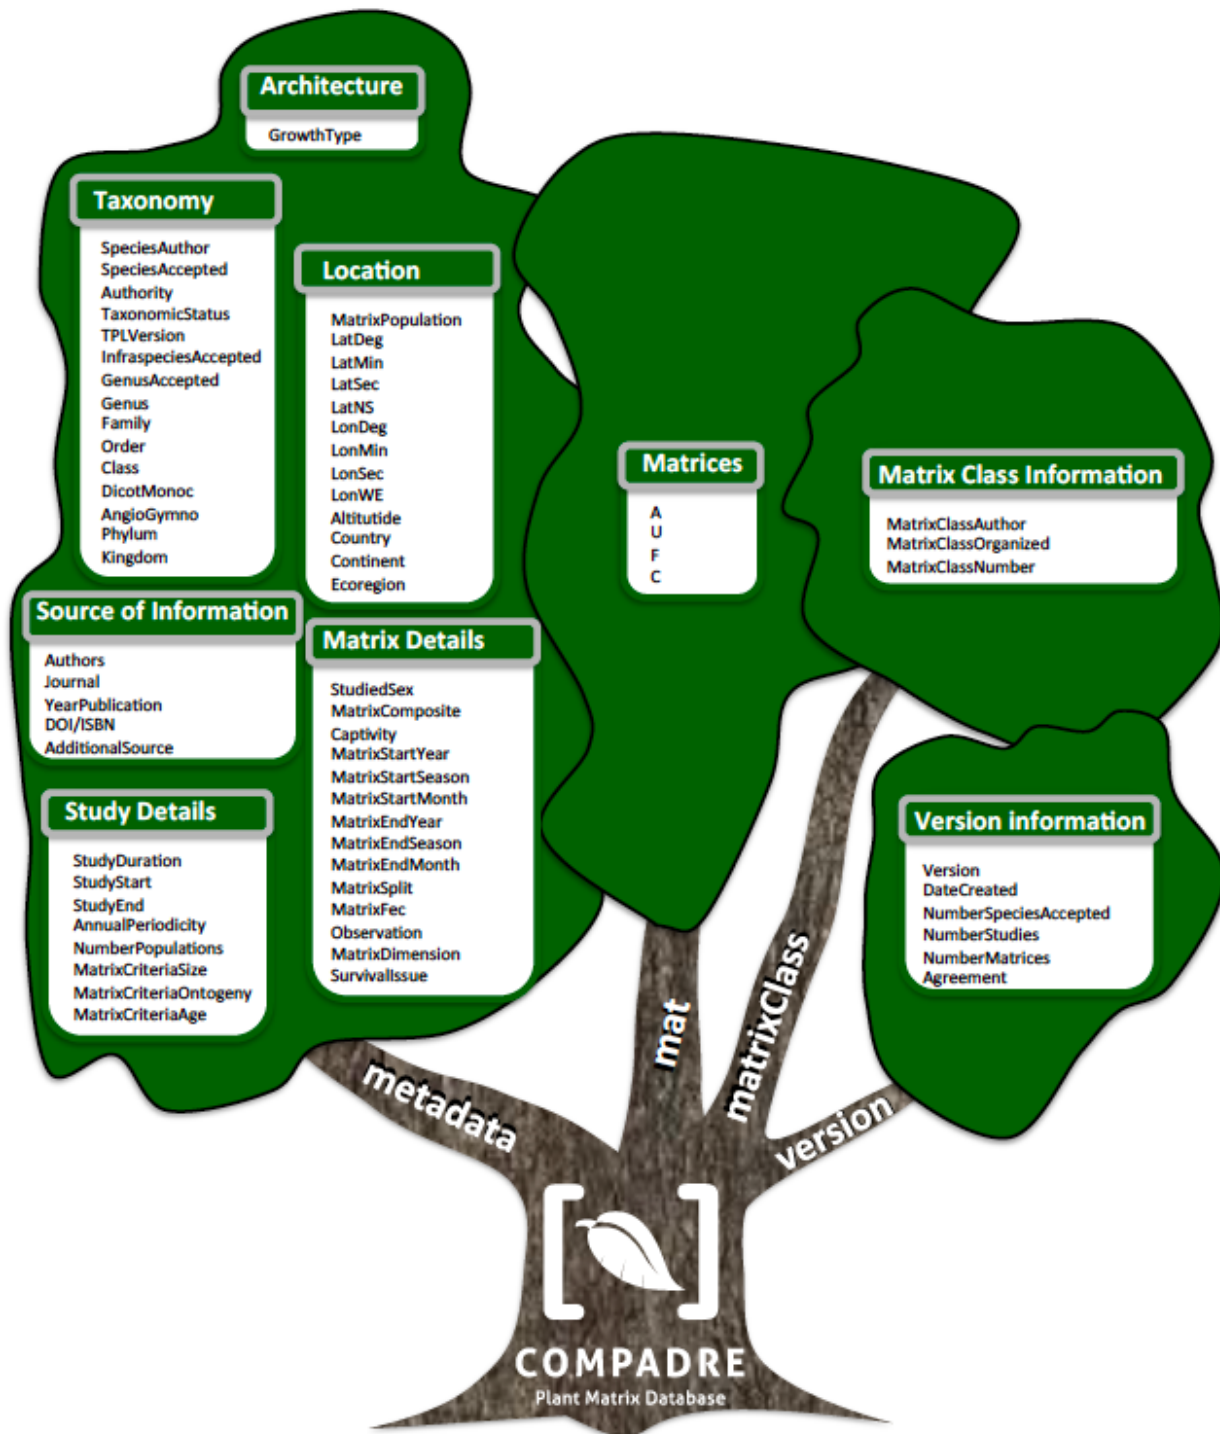 Architecture
GrowthType
Taxonomy
SpeciesAuthor
SpeciesAccepted
Authority
TaxonomicStatus
TPLVersion
InfraspeciesAccepted
GenusAccepted
Genus
Family
Order
Class
DicotMonoc
AngioGymno
Phylum
Kingdom
Location
MatrixPopulation
LatDeg
LatMin
LatSec
LatNS
LonDeg
LonMin
LonSec
LonWE
Altitutide
Country
Continent
Ecoregion
Source of Information
Authors
Journal
YearPublication
DOI/ISBN
AdditionalSource
Matrix Details
StudiedSex
MatrixComposite
Captivity
MatrixStartYear
MatrixStartSeason
MatrixStartMonth
MatrixEndYear
MatrixEndSeason
MatrixEndMonth
MatrixSplit
MatrixFec
Observation
MatrixDimension
SurvivalIssue
Study Details
StudyDuration
StudyStart
StudyEnd
AnnualPeriodicity
NumberPopulations
MatrixCriteriaSize
MatrixCriteriaOntogeny
MatrixCriteriaAge
Matrices
A
U
F
C
Matrix Class Information
MatrixClassAuthor
MatrixClassOrganized
MatrixClassNumber
Version information
Version
DateCreated
NumberSpeciesAccepted
NumberStudies
NumberMatrices
Agreement
metadata
mat
matrixClass
version
COMPADRE
Plant Matrix Database